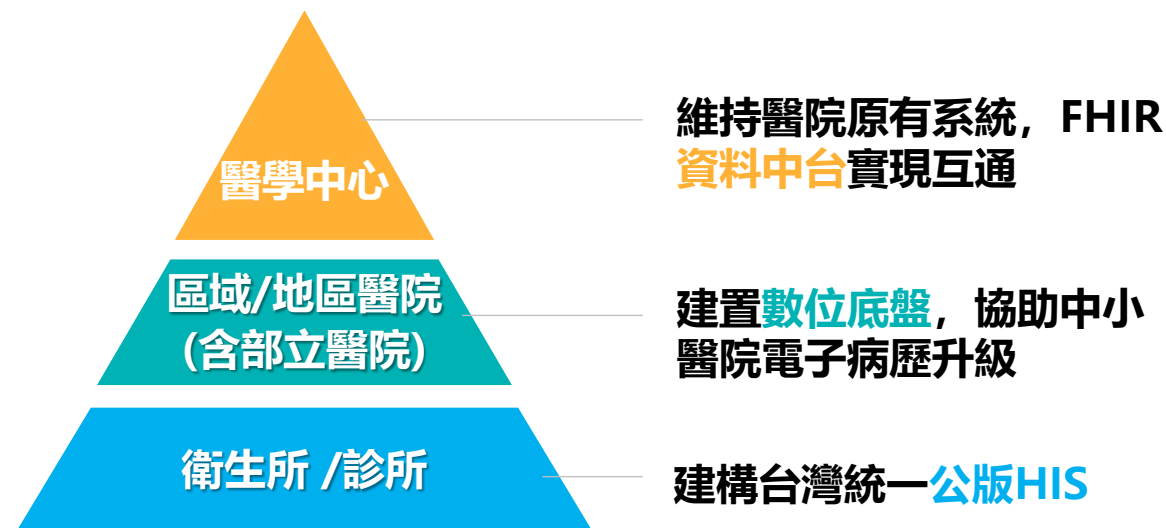 醫學中心
維持醫院原有系統，FHIR
資料中台實現互通
區域/地區醫院
(含部立醫院)
建置數位底盤，協助中小
醫院電子病歷升級
衛生所 /診所
建構台灣統一公版HIS